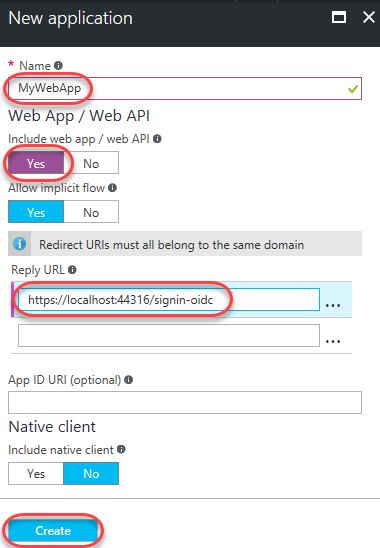 New application
* Name
MyWebApp
Web App / Web API
Include web app / web API
Yes No
Allow implicit flow
Yes No
Redirect URIs must all belong to the same domain
Reply URL
https://localhost:44316/signin-oidc ...
...
App ID URI (optional)
Native client
Include native client
Yes No
Create